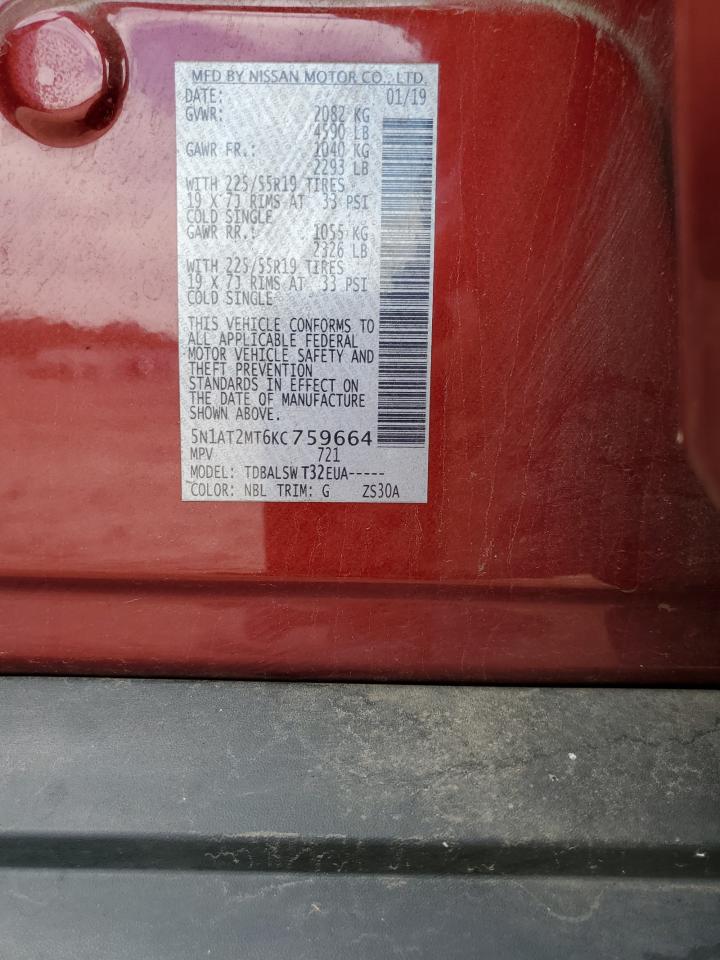 MFD BY NISSAN MOTOR CO., LTD.
DATE: 01/19
GVWR: 2082 KG
4590 LB
GAWR FR.: 1040 KG
2293 LB
WITH 225/55R19 TIRES
19 X 7J RIMS AT 33 PSI
COLD SINGLE
GAWR RR.: 1055 KG
2326 LB
WITH 225/55R19 TIRES
19 X 7J RIMS AT 33 PSI
COLD SINGLE
THIS VEHICLE CONFORMS TO
ALL APPLICABLE FEDERAL
MOTOR VEHICLE SAFETY AND
THEFT PREVENTION
STANDARDS IN EFFECT ON
THE DATE OF MANUFACTURE
SHOWN ABOVE.
5N1AT2MT6KC759664
MPV 721
MODEL: TDBALSW T32EUA-----
COLOR: NBL TRIM: G ZS30A